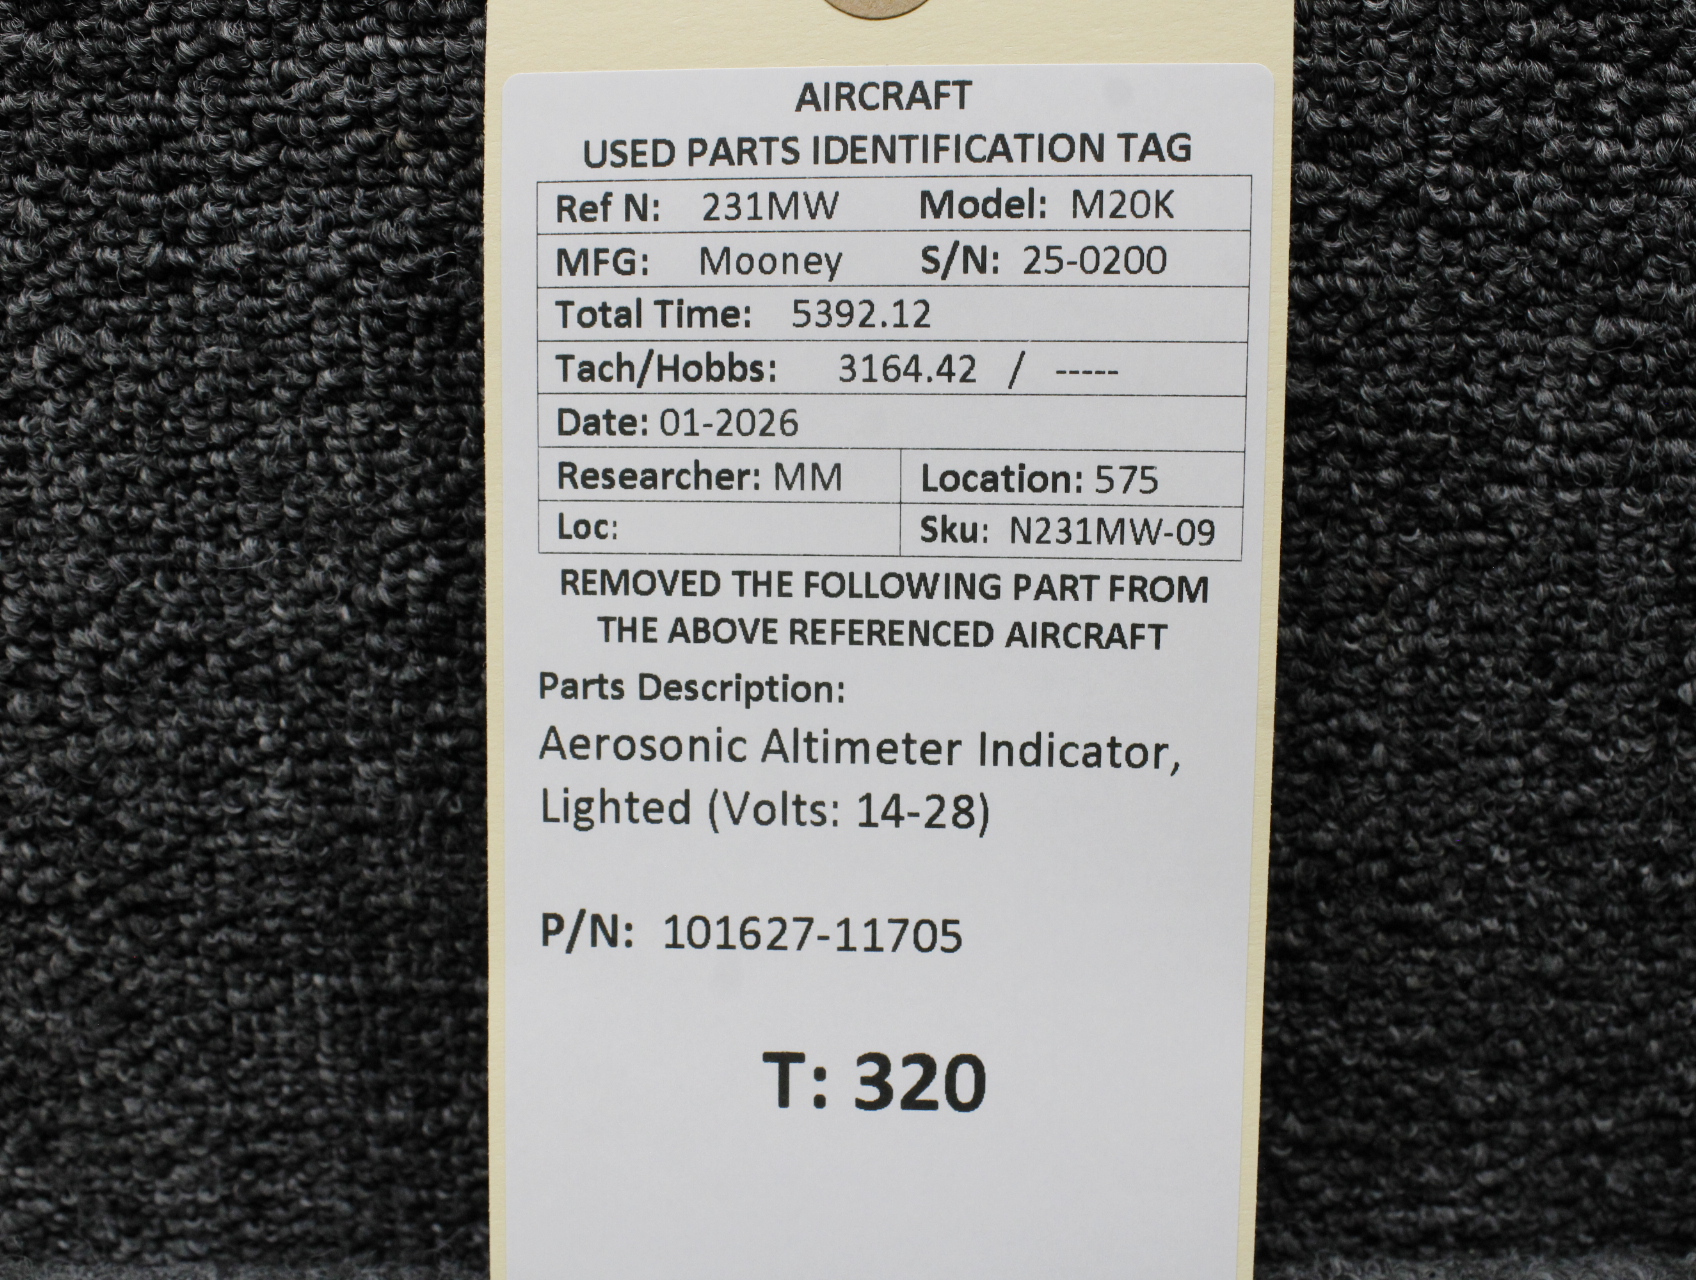 AIRCRAFT
USED PARTS IDENTIFICATION TAG
Ref N: 231MW Model: M20K
MFG: Mooney S/N: 25-0200
Total Time: 5392.12
Tach/Hobbs: 3164.42 / -----
Date: 01-2026
Researcher: MM Location: 575
Loc: Sku: N231MW-09
REMOVED THE FOLLOWING PART FROM
THE ABOVE REFERENCED AIRCRAFT
Parts Description:
Aerosonic Altimeter Indicator,
Lighted (Volts: 14-28)
P/N: 101627-11705
T: 320